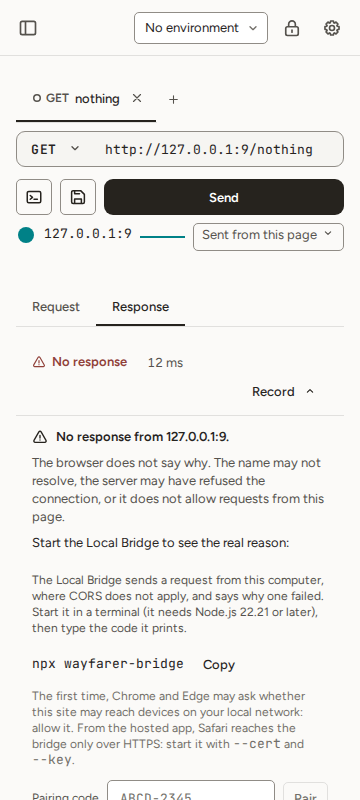 No environment
GET nothing
GET http://127.0.0.1:9/nothing
Send
127.0.0.1:9 Sent from this page
Request Response
No response 12 ms
Record
No response from 127.0.0.1:9.
The browser does not say why. The name may not
resolve, the server may have refused the
connection, or it does not allow requests from this
page.
Start the Local Bridge to see the real reason:
The Local Bridge sends a request from this computer,
where CORS does not apply, and says why one failed.
Start it in a terminal (it needs Node.js 22.21 or later),
then type the code it prints.
npx wayfarer-bridge Copy
The first time, Chrome and Edge may ask whether
this site may reach devices on your local network:
allow it. From the hosted app, Safari reaches the
bridge only over HTTPS: start it with --cert and
--key.
Pairing code ABCD-2345 Pair